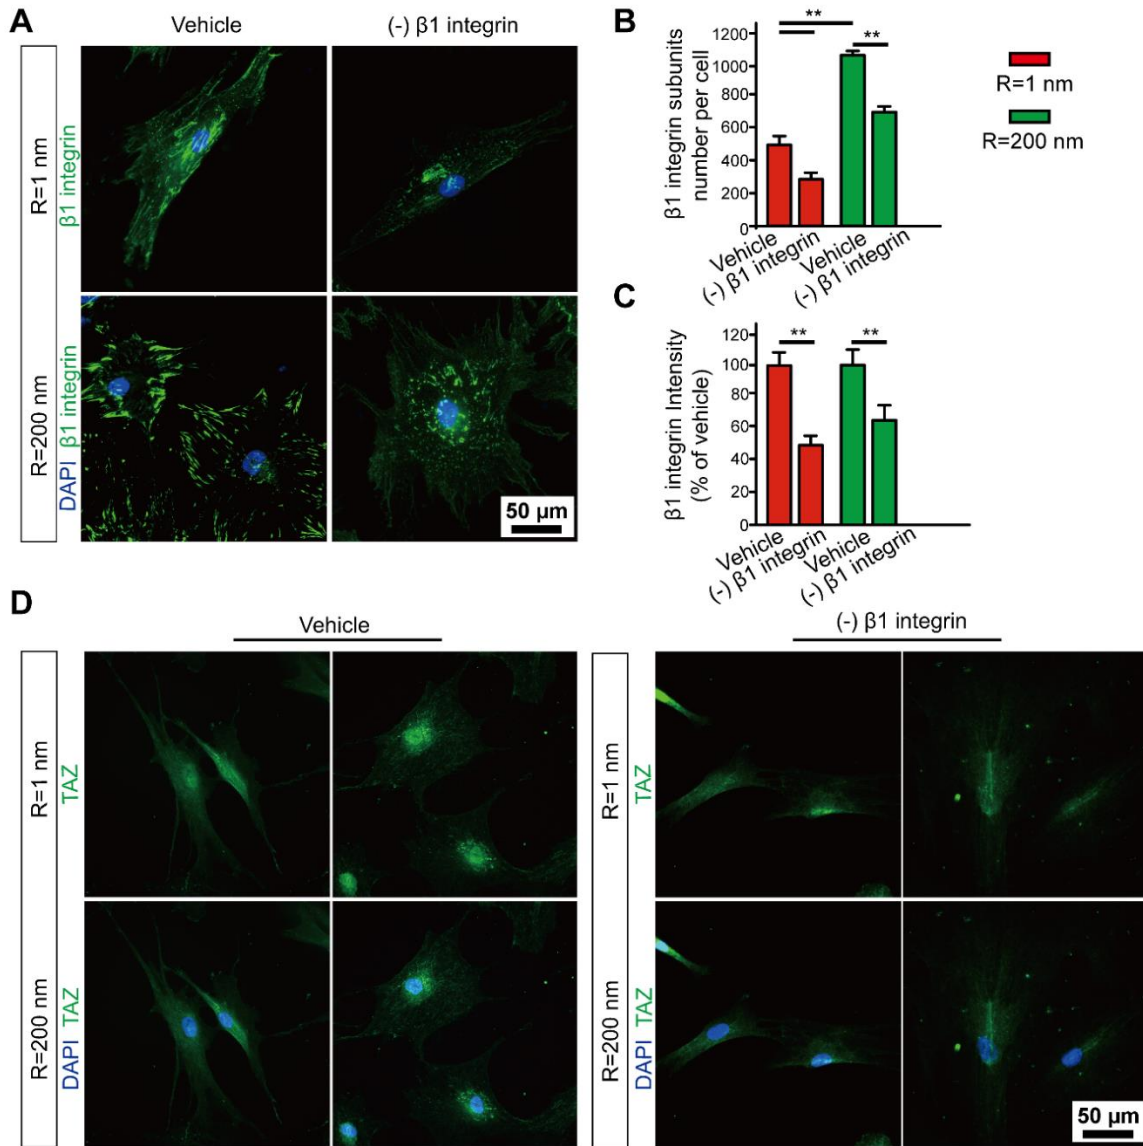 A
Vehicle
(-) β1 integrin
R=1 nm
β1 integrin
R=200 nm
DAPI β1 integrin
50 μm
B
β1 integrin subunits
number per cell
1200
1000
800
600
400
200
0
**
**
Vehicle
(-) β1 integrin
Vehicle
(-) β1 integrin
R=1 nm
R=200 nm
C
β1 integrin Intensity
(% of vehicle)
120
100
80
60
40
20
0
**
**
Vehicle
(-) β1 integrin
Vehicle
(-) β1 integrin
D
Vehicle
(-) β1 integrin
R=1 nm
TAZ
R=200 nm
DAPI TAZ
R=1 nm
TAZ
R=200 nm
DAPI TAZ
50 μm